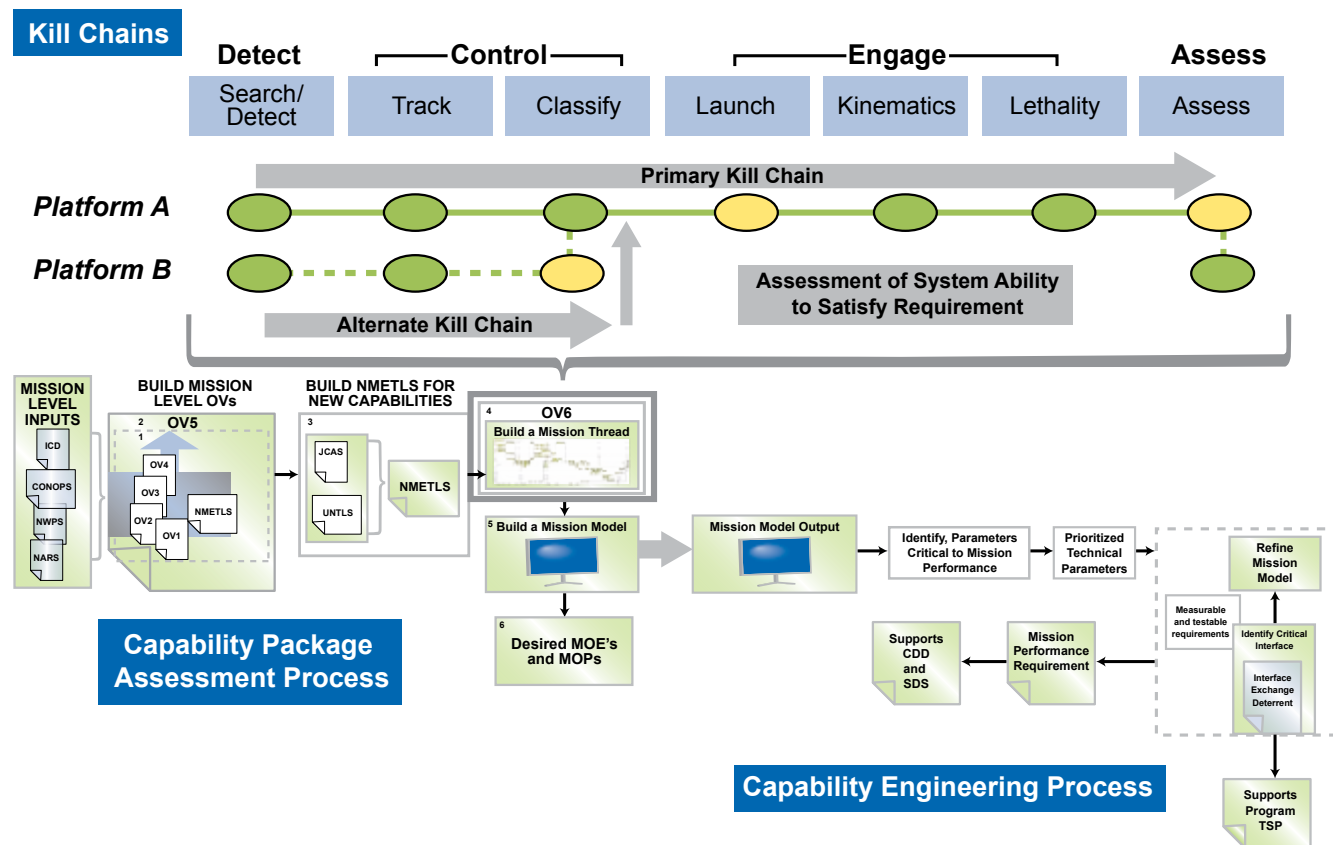 Kill Chains
Detect
Control
Engage
Assess
Search/
Detect
Track
Classify
Launch
Kinematics
Lethality
Assess
Primary Kill Chain
Platform A
Platform B
Assessment of System Ability
to Satisfy Requirement
Alternate Kill Chain
MISSION
LEVEL
INPUTS
ICD
CONOPS
NWPS
NARS
BUILD MISSION
LEVEL OVs
2
OV5
1
OV4
OV3
OV2
OV1
NMETLS
BUILD NMETLS FOR
NEW CAPABILITIES
3
JCAS
UNTLS
NMETLS
4
OV6
Build a Mission Thread
5
Build a Mission Model
Mission Model Output
Identify, Parameters
Critical to Mission
Performance
Prioritized
Technical
Parameters
Refine
Mission
Model
Measurable
and testable
requirements
Identify Critical
Interface
Interface
Exchange
Deterrent
6
Desired MOE's
and MOPs
Supports
CDD
and
SDS
Mission
Performance
Requirement
Capability Package
Assessment Process
Capability Engineering Process
Supports
Program
TSP